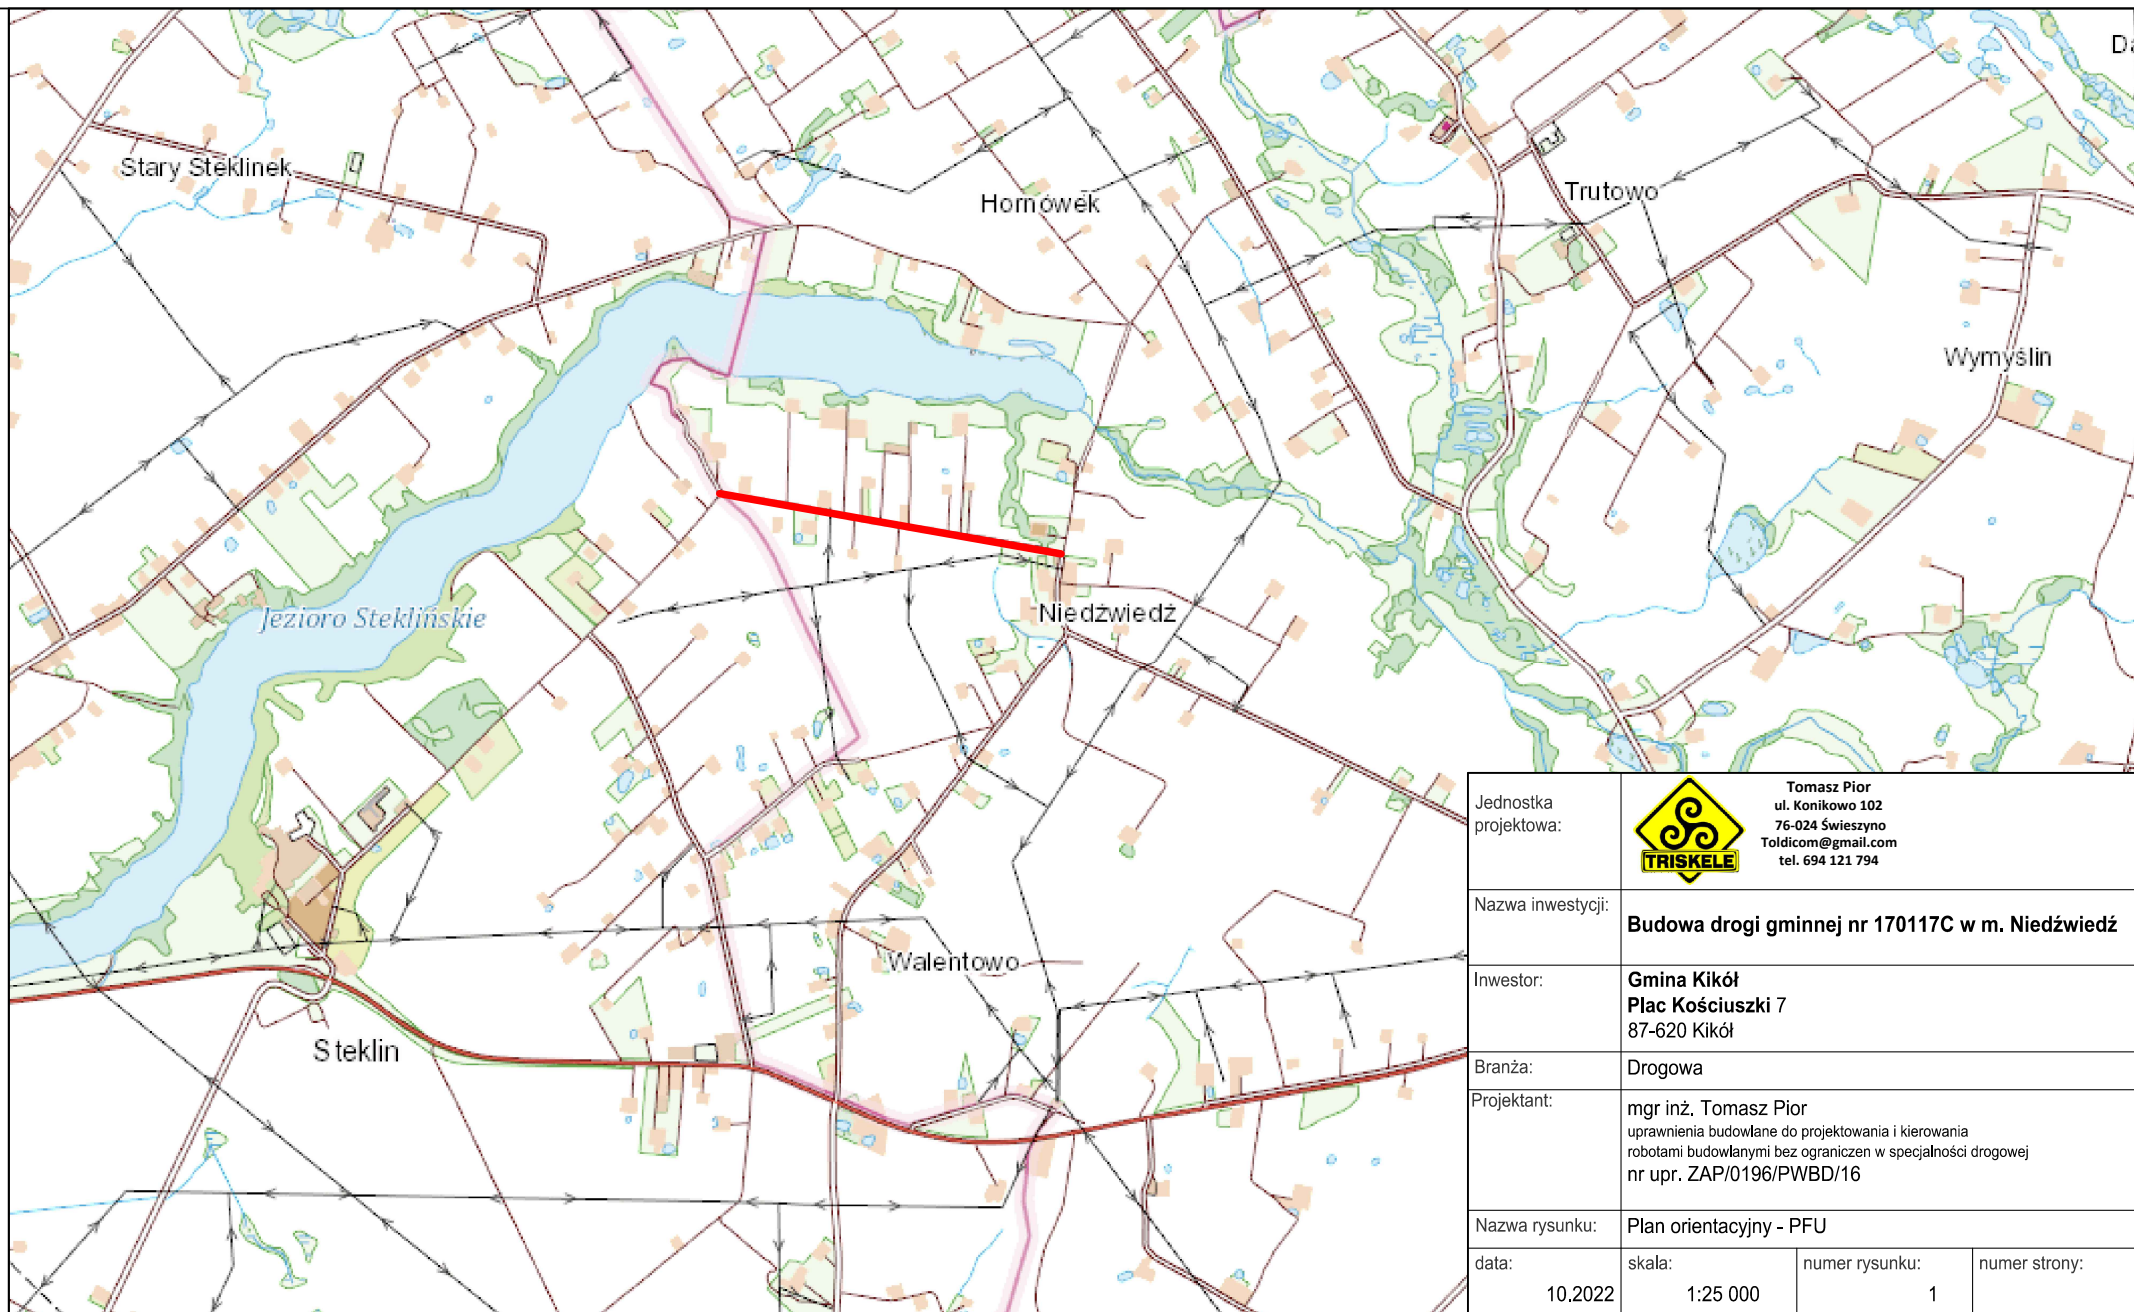 Da
Stary Steklinek
Hornówek
Trutowo
Wymyślin
Jezioro Steklińskie
Niedźwiedź
Walentowo
Steklin
Jednostka
projektowa:
TRISKELE
Tomasz Pior
ul. Konikowo 102
76-024 Świeszyno
Toldicom@gmail.com
tel. 694 121 794
Nazwa inwestycji:
Budowa drogi gminnej nr 170117C w m. Niedźwiedź
Inwestor:
Gmina Kikół
Plac Kościuszki 7
87-620 Kikół
Branża:
Drogowa
Projektant:
mgr inż. Tomasz Pior
uprawnienia budowlane do projektowania i kierowania
robotami budowlanymi bez ograniczen w specjalności drogowej
nr upr. ZAP/0196/PWBD/16
Nazwa rysunku:
Plan orientacyjny - PFU
data:
10.2022
skala:
1:25 000
numer rysunku:
1
numer strony: